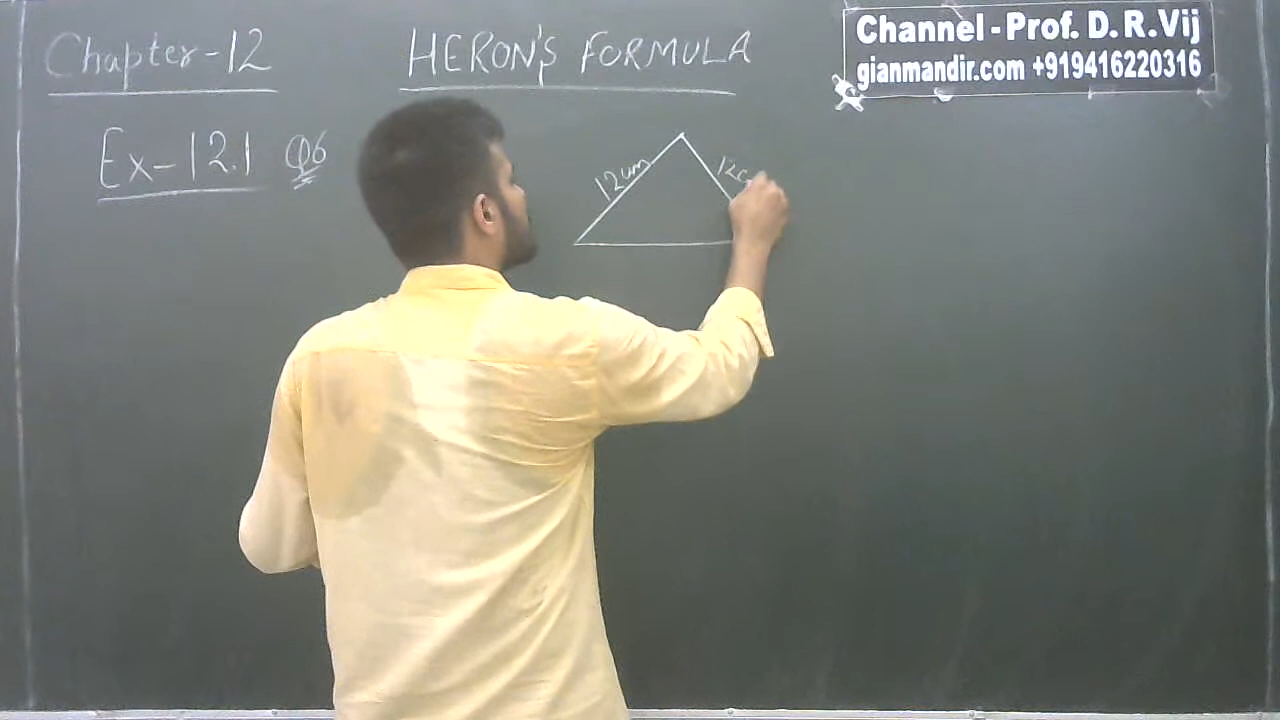 Chapter-12
HERON'S FORMULA
Channel - Prof. D. R. Vij
gianmandir.com +919416220316
Ex-12.1 Q6
12cm